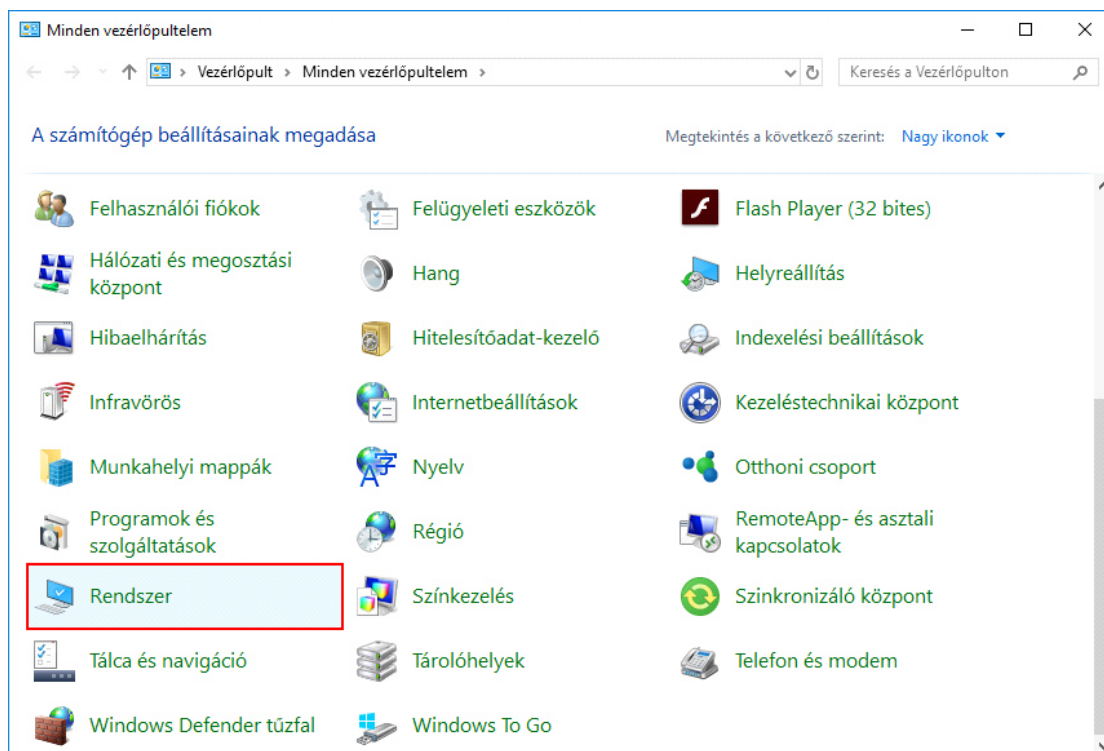 Minden vezérlőpultelem
Vezérlőpult Minden vezérlőpultelem
Keresés a Vezérlőpulton
A számítógép beállításainak megadása
Megtekintés a következő szerint: Nagy ikonok
Felhasználói fiókok
Felügyeleti eszközök
Flash Player (32 bites)
Hálózati és megosztási
központ
Hang
Helyreállítás
Hibaelhárítás
Hitelesítőadat-kezelő
Indexelési beállítások
Infravörös
Internetbeállítások
Kezeléstechnikai központ
Munkahelyi mappák
Nyelv
Otthoni csoport
Programok és
szolgáltatások
Régió
RemoteApp- és asztali
kapcsolatok
Rendszer
Színkezelés
Szinkronizáló központ
Tálca és navigáció
Tárolóhelyek
Telefon és modem
Windows Defender tűzfal
Windows To Go